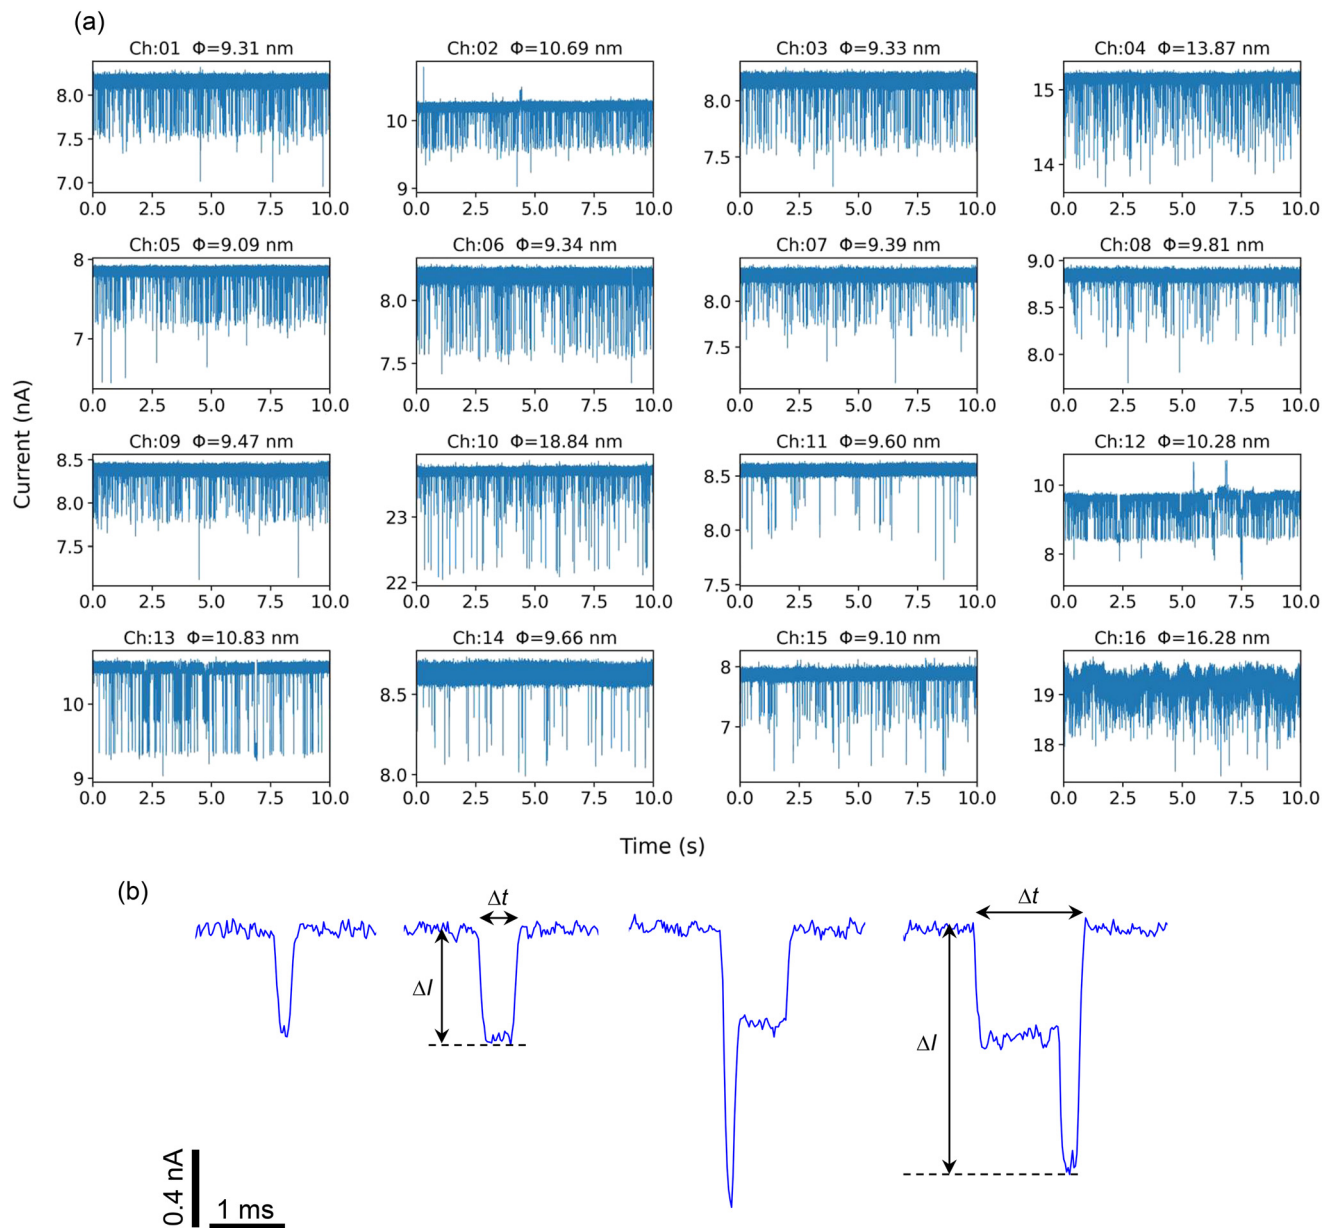 (a)
Ch:01 Φ=9.31 nm
Ch:02 Φ=10.69 nm
Ch:03 Φ=9.33 nm
Ch:04 Φ=13.87 nm
8.0
7.5
7.0
10
9
8.0
7.5
15
14
0.0 2.5 5.0 7.5 10.0
0.0 2.5 5.0 7.5 10.0
0.0 2.5 5.0 7.5 10.0
0.0 2.5 5.0 7.5 10.0
Ch:05 Φ=9.09 nm
Ch:06 Φ=9.34 nm
Ch:07 Φ=9.39 nm
Ch:08 Φ=9.81 nm
8
7
8.0
7.5
8.0
7.5
9.0
8.5
8.0
0.0 2.5 5.0 7.5 10.0
0.0 2.5 5.0 7.5 10.0
0.0 2.5 5.0 7.5 10.0
0.0 2.5 5.0 7.5 10.0
Current (nA)
Ch:09 Φ=9.47 nm
Ch:10 Φ=18.84 nm
Ch:11 Φ=9.60 nm
Ch:12 Φ=10.28 nm
8.5
8.0
7.5
23
22
8.5
8.0
7.5
10
8
0.0 2.5 5.0 7.5 10.0
0.0 2.5 5.0 7.5 10.0
0.0 2.5 5.0 7.5 10.0
0.0 2.5 5.0 7.5 10.0
Ch:13 Φ=10.83 nm
Ch:14 Φ=9.66 nm
Ch:15 Φ=9.10 nm
Ch:16 Φ=16.28 nm
10
9
8.5
8.0
8
7
19
18
0.0 2.5 5.0 7.5 10.0
0.0 2.5 5.0 7.5 10.0
0.0 2.5 5.0 7.5 10.0
0.0 2.5 5.0 7.5 10.0
Time (s)
(b)
Δt
Δt
ΔI
ΔI
0.4 nA
1 ms